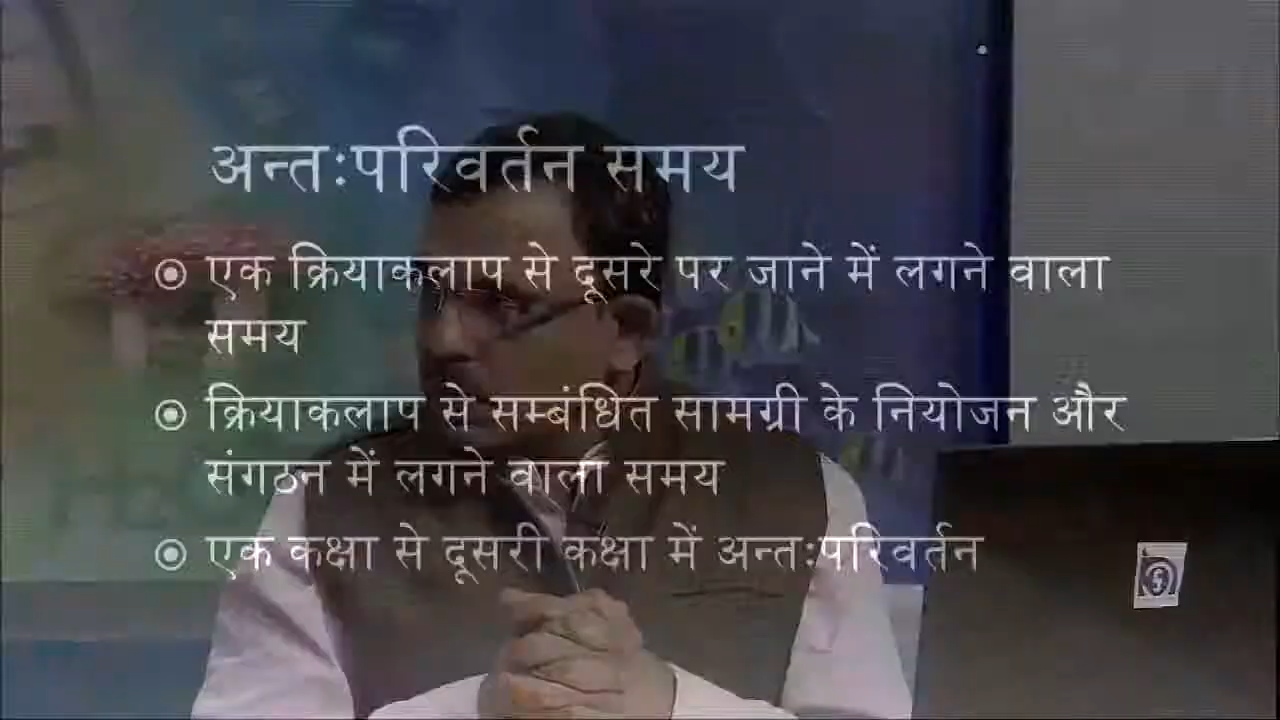 अन्तःपरिवर्तन समय
एक क्रियाकलाप से दूसरे पर जाने में लगने वाला
समय
क्रियाकलाप से सम्बंधित सामग्री के नियोजन और
संगठन में लगने वाला समय
एक कक्षा से दूसरी कक्षा में अन्तःपरिवर्तन